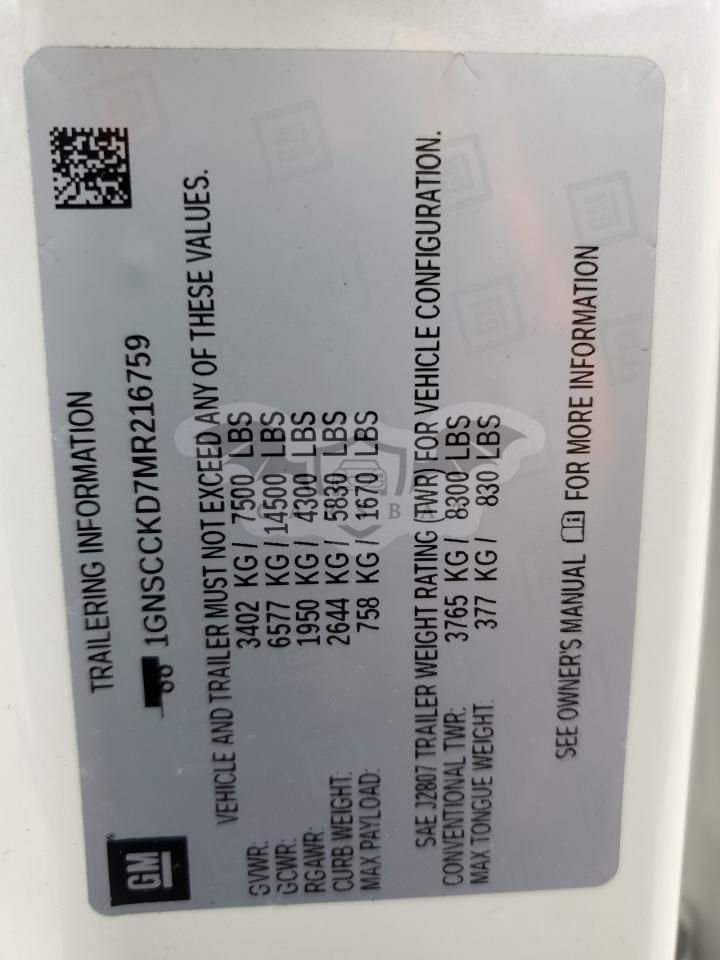 TRAILERING INFORMATION
1GNSCCKD7MR216759
VEHICLE AND TRAILER MUST NOT EXCEED ANY OF THESE VALUES.
GVWR: 3402 KG / 7500 LBS
GCWR: 6577 KG / 14500 LBS
RGAWR: 1950 KG / 4300 LBS
CURB WEIGHT: 2644 KG / 5830 LBS
MAX PAYLOAD: 758 KG / 1670 LBS
SAE J2807 TRAILER WEIGHT RATING (TWR) FOR VEHICLE CONFIGURATION.
CONVENTIONAL TWR: 3765 KG / 8300 LBS
MAX TONGUE WEIGHT: 377 KG / 830 LBS
SEE OWNER'S MANUAL FOR MORE INFORMATION
GM